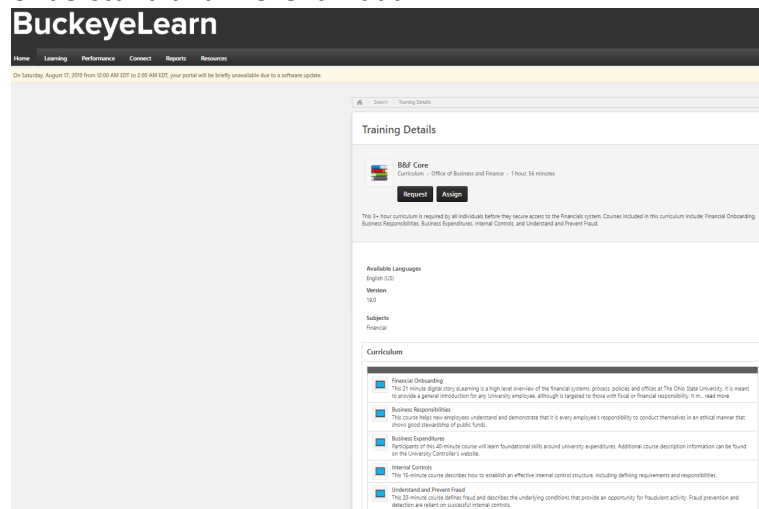 BuckeyeLearn
Home Learning Performance Connect Reports Resources
On Saturday, August 17, 2019 from 12:00 AM EDT to 2:00 AM EDT, your portal will be briefly unavailable due to a software update.
Search Training Details
Training Details
B&F Core
Curriculum - Office of Business and Finance - 1 hour, 56 minutes
Request Assign
This 3+ hour curriculum is required by all individuals before they secure access to the Financials system. Courses included in this curriculum include: Financial Onboarding,
Business Responsibilities, Business Expenditures, Internal Controls, and Understand and Prevent Fraud.
Available Languages
English (US)
Version
19.0
Subjects
Financial
Curriculum
Financial Onboarding
This 21 minute digital story eLearning is a high level overview of the financial systems, process, policies and offices at The Ohio State University. It is meant
to provide a general introduction for any University employee, although is targeted to those with fiscal or financial responsibility. It m... read more
Business Responsibilities
This course helps new employees understand and demonstrate that it is every employee's responsibility to conduct themselves in an ethical manner that
shows good stewardship of public funds.
Business Expenditures
Participants of this 40-minute course will learn foundational skills around university expenditures. Additional course description information can be found
on the University Controller's website.
Internal Controls
This 15-minute course describes how to establish an effective internal control structure, including defining requirements and responsibilities.
Understand and Prevent Fraud
This 20-minute course defines fraud and describes the underlying conditions that provide an opportunity for fraudulent activity. Fraud prevention and
detection are reliant on successful internal controls.